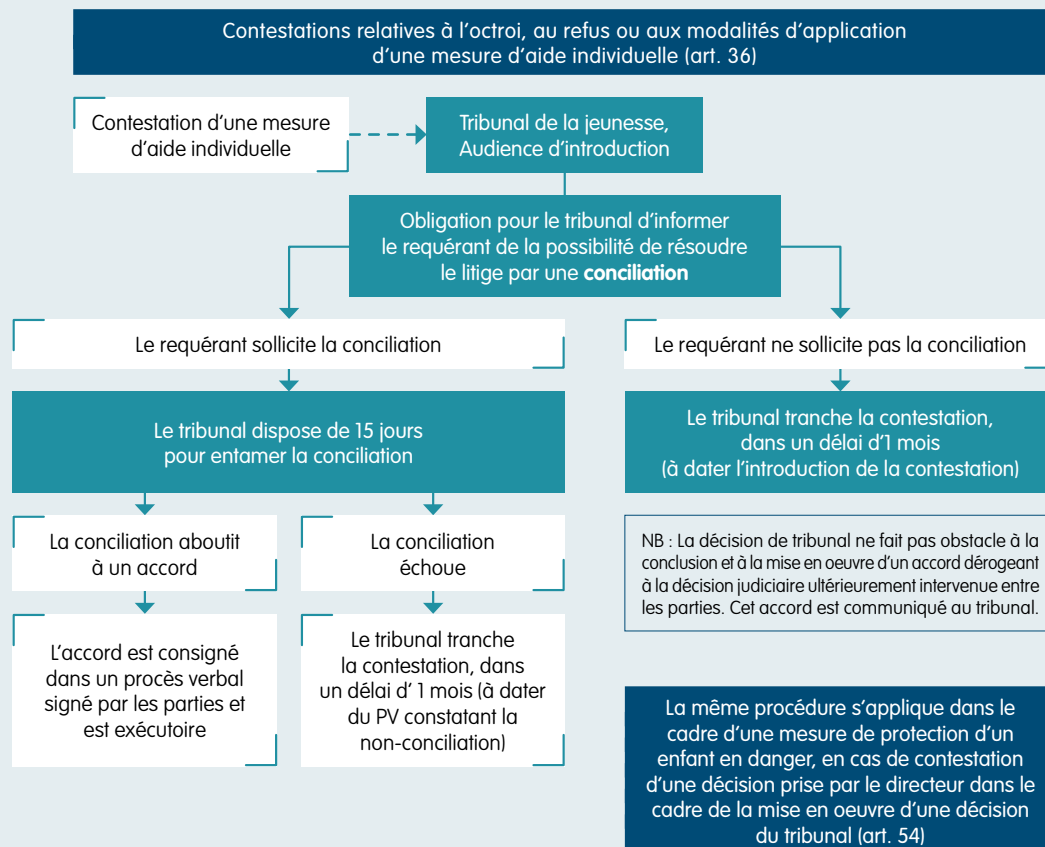 Contestations relatives à l’octroi, au refus ou aux modalités d’application
d’une mesure d’aide individuelle (art. 36)
Contestation d’une mesure
d’aide individuelle
Tribunal de la jeunesse,
Audience d’introduction
Obligation pour le tribunal d’informer
le requérant de la possibilité de résoudre
le litige par une conciliation
Le requérant sollicite la conciliation
Le requérant ne sollicite pas la conciliation
Le tribunal dispose de 15 jours
pour entamer la conciliation
Le tribunal tranche la contestation,
dans un délai d’1 mois
(à dater l’introduction de la contestation)
La conciliation aboutit
à un accord
La conciliation
échoue
NB : La décision de tribunal ne fait pas obstacle à la
conclusion et à la mise en oeuvre d’un accord dérogeant
à la décision judiciaire ultérieurement intervenue entre
les parties. Cet accord est communiqué au tribunal.
L’accord est consigné
dans un procès verbal
signé par les parties et
est exécutoire
Le tribunal tranche
la contestation, dans
un délai d’ 1 mois (à dater
du PV constatant la
non-conciliation)
La même procédure s’applique dans le
cadre d’une mesure de protection d’un
enfant en danger, en cas de contestation
d’une décision prise par le directeur dans le
cadre de la mise en oeuvre d’une décision
du tribunal (art. 54)